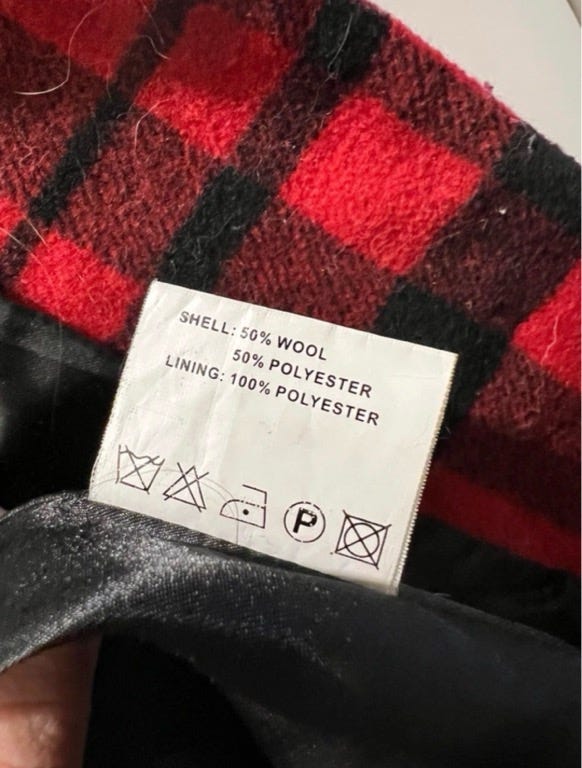 SHELL: 50% WOOL
50% POLYESTER
LINING: 100% POLYESTER
P